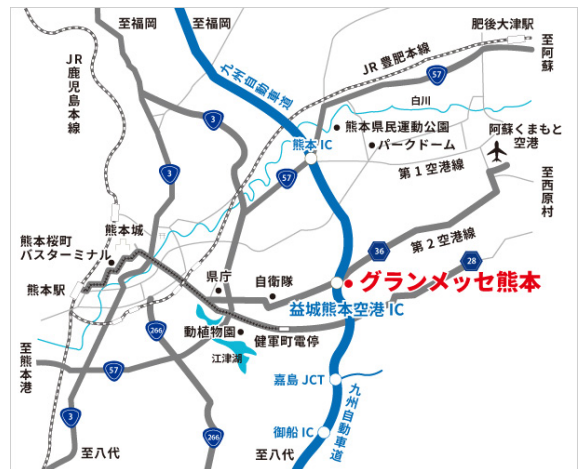 至福岡
至福岡
肥後大津駅
至阿蘇
JR鹿児島本線
九州自動車道
JR豊肥本線
57
3
白川
熊本県民運動公園
パークドーム
阿蘇くまもと
空港
熊本IC
第1空港線
3
57
至西原村
熊本城
熊本桜町
バスターミナル
36
第2空港線
28
熊本駅
県庁
自衛隊
グランメッセ熊本
益城熊本空港IC
266
動植物園
健軍町電停
江津湖
至熊本港
57
嘉島JCT
九州自動車道
3
266
御船IC
至八代
至八代